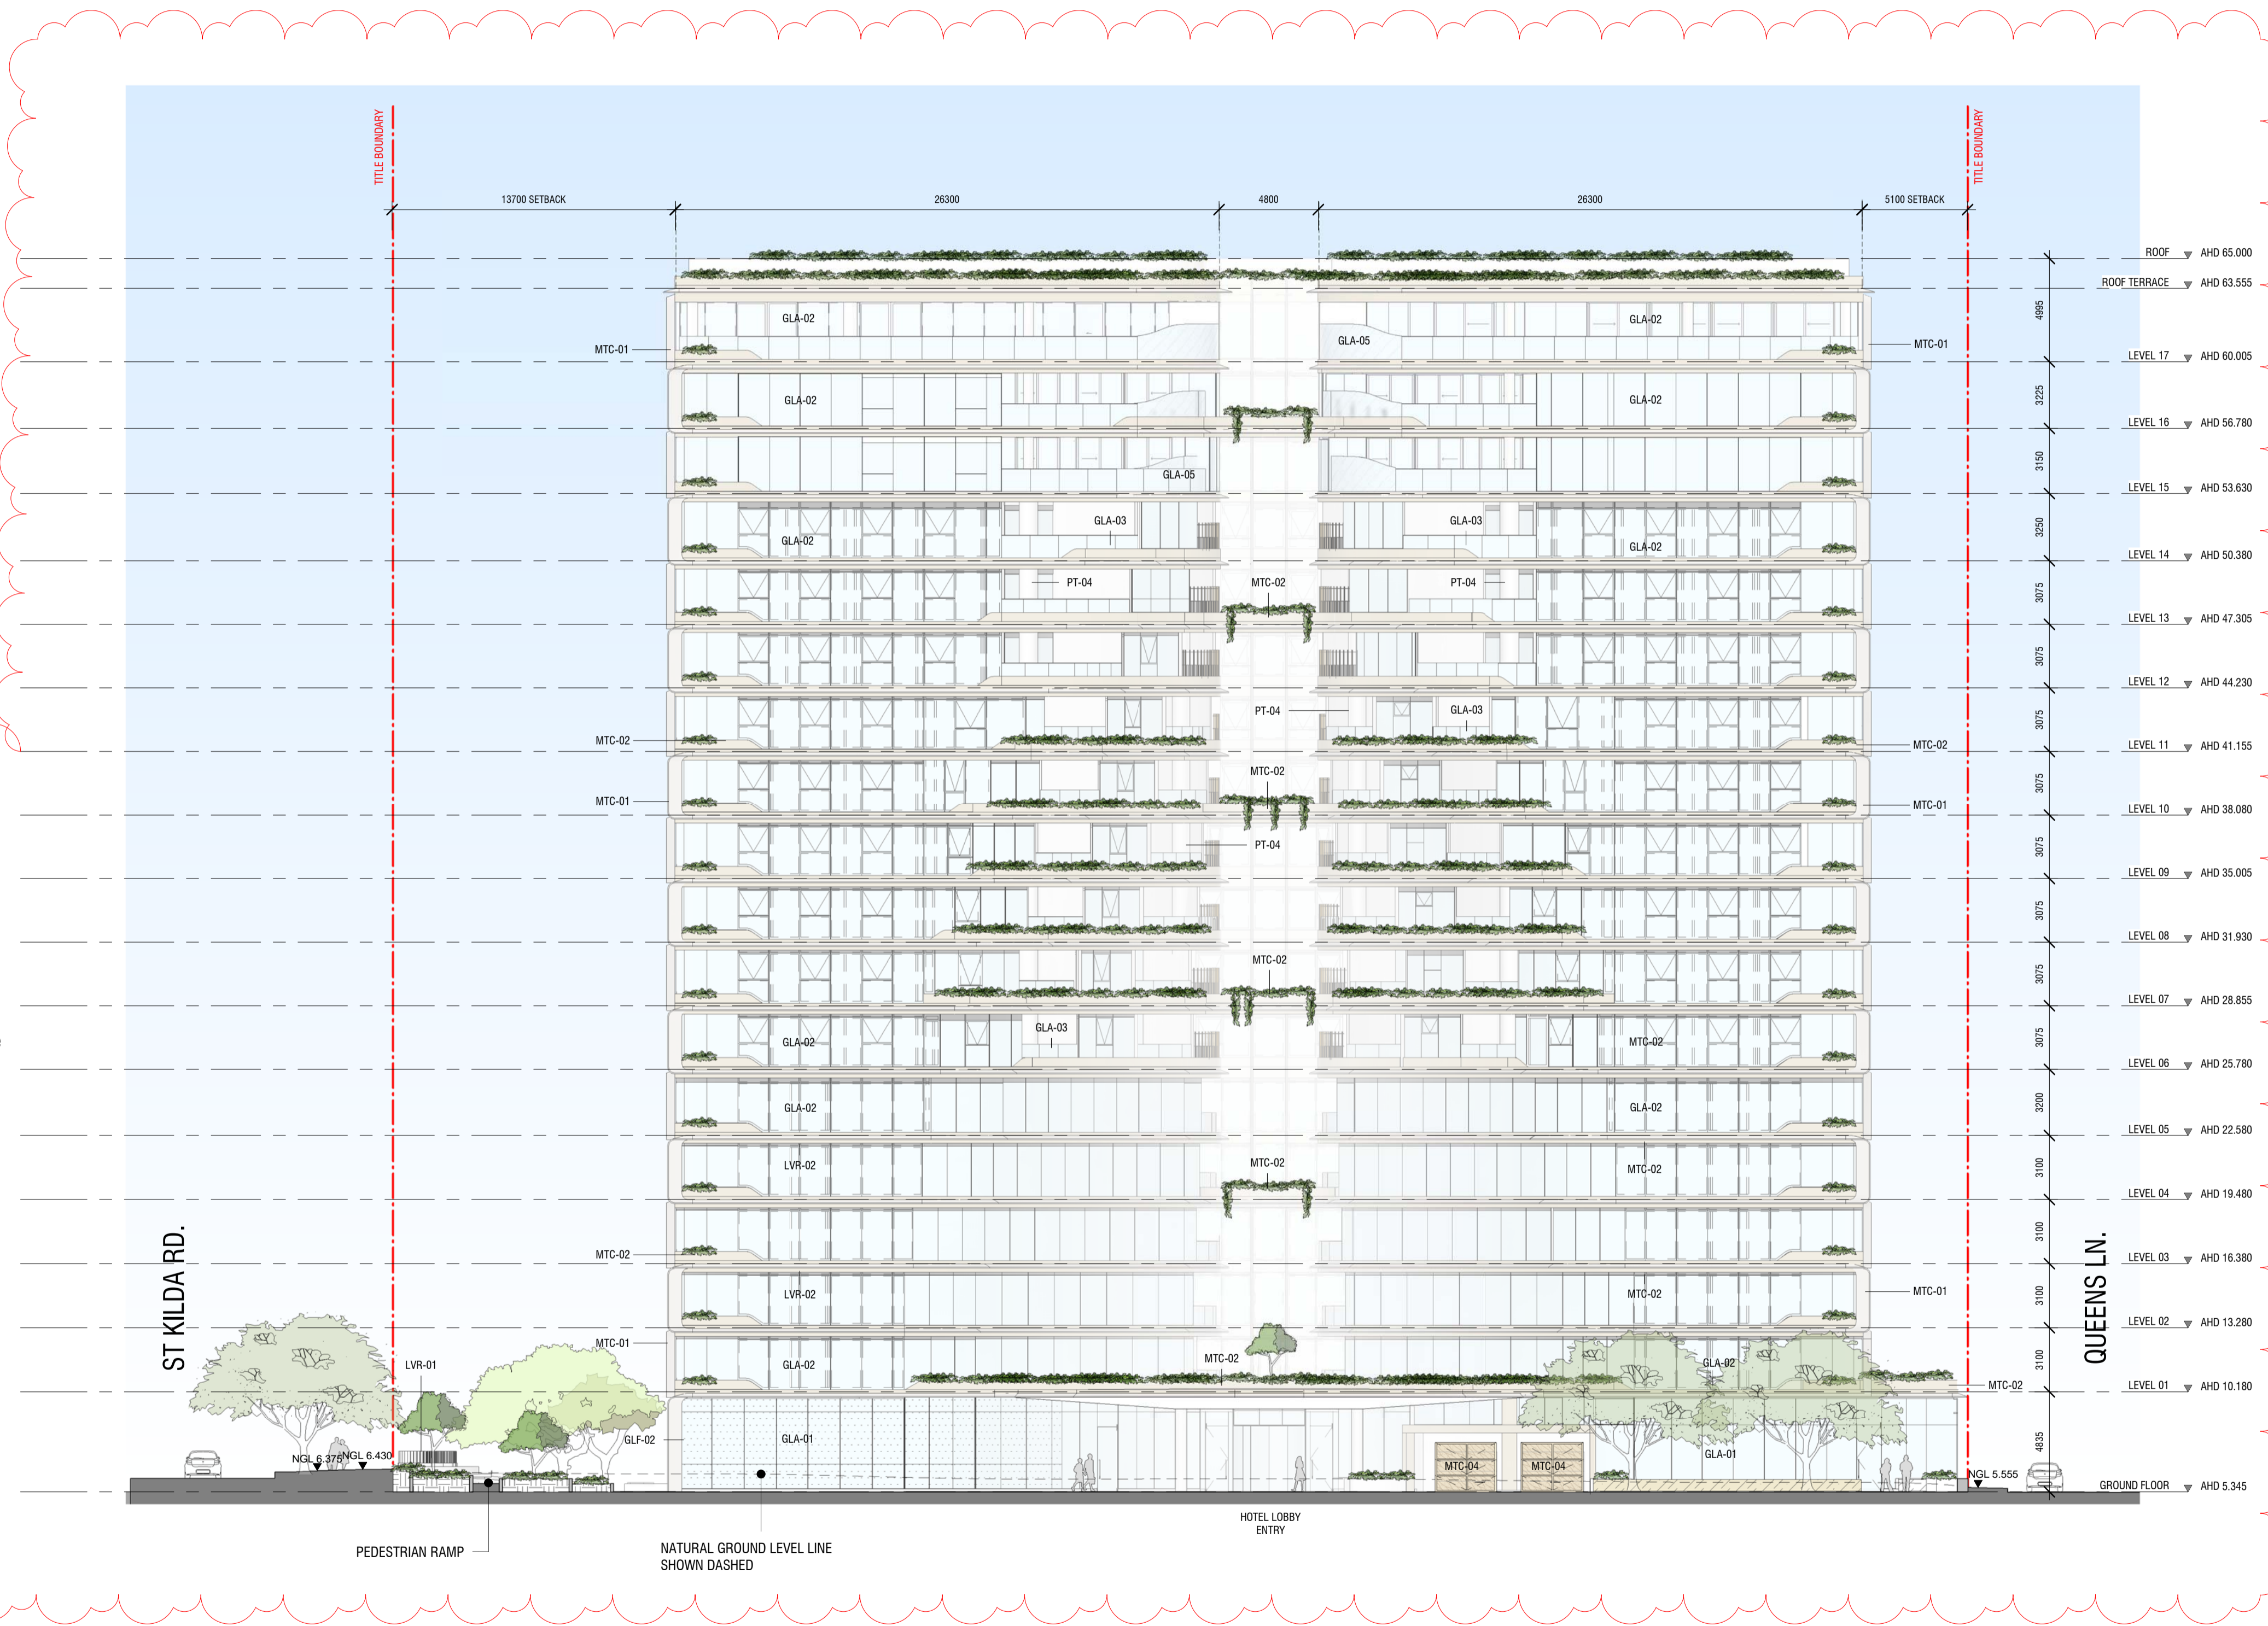 TITLE BOUNDARY
TITLE BOUNDARY
13700 SETBACK
26300
4800
26300
5100 SETBACK
ROOF AHD 65.000
ROOF TERRACE AHD 63.555
4995
GLA-02
GLA-02
GLA-05
MTC-01
MTC-01
LEVEL 17 AHD 60.005
3225
GLA-02
GLA-02
LEVEL 16 AHD 56.780
3150
GLA-05
LEVEL 15 AHD 53.630
3250
GLA-03
GLA-03
GLA-02
GLA-02
LEVEL 14 AHD 50.380
3075
PT-04
MTC-02
PT-04
LEVEL 13 AHD 47.305
3075
LEVEL 12 AHD 44.230
3075
PT-04
GLA-03
MTC-02
MTC-02
LEVEL 11 AHD 41.155
3075
MTC-02
MTC-01
MTC-01
LEVEL 10 AHD 38.080
3075
PT-04
LEVEL 09 AHD 35.005
3075
LEVEL 08 AHD 31.930
3075
MTC-02
LEVEL 07 AHD 28.855
3075
GLA-03
GLA-02
MTC-02
LEVEL 06 AHD 25.780
3200
GLA-02
GLA-02
LEVEL 05 AHD 22.580
3100
LVR-02
MTC-02
MTC-02
LEVEL 04 AHD 19.480
3100
MTC-02
LEVEL 03 AHD 16.380
3100
LVR-02
MTC-02
MTC-01
LEVEL 02 AHD 13.280
3100
ST KILDA RD.
QUEENS LN.
MTC-01
LVR-01
GLA-02
MTC-02
GLA-02
MTC-02
LEVEL 01 AHD 10.180
4835
GLF-02
GLA-01
GLA-01
MTC-04
MTC-04
NGL 6.375
NGL 6.430
NGL 5.555
GROUND FLOOR AHD 5.345
HOTEL LOBBY
ENTRY
PEDESTRIAN RAMP
NATURAL GROUND LEVEL LINE
SHOWN DASHED